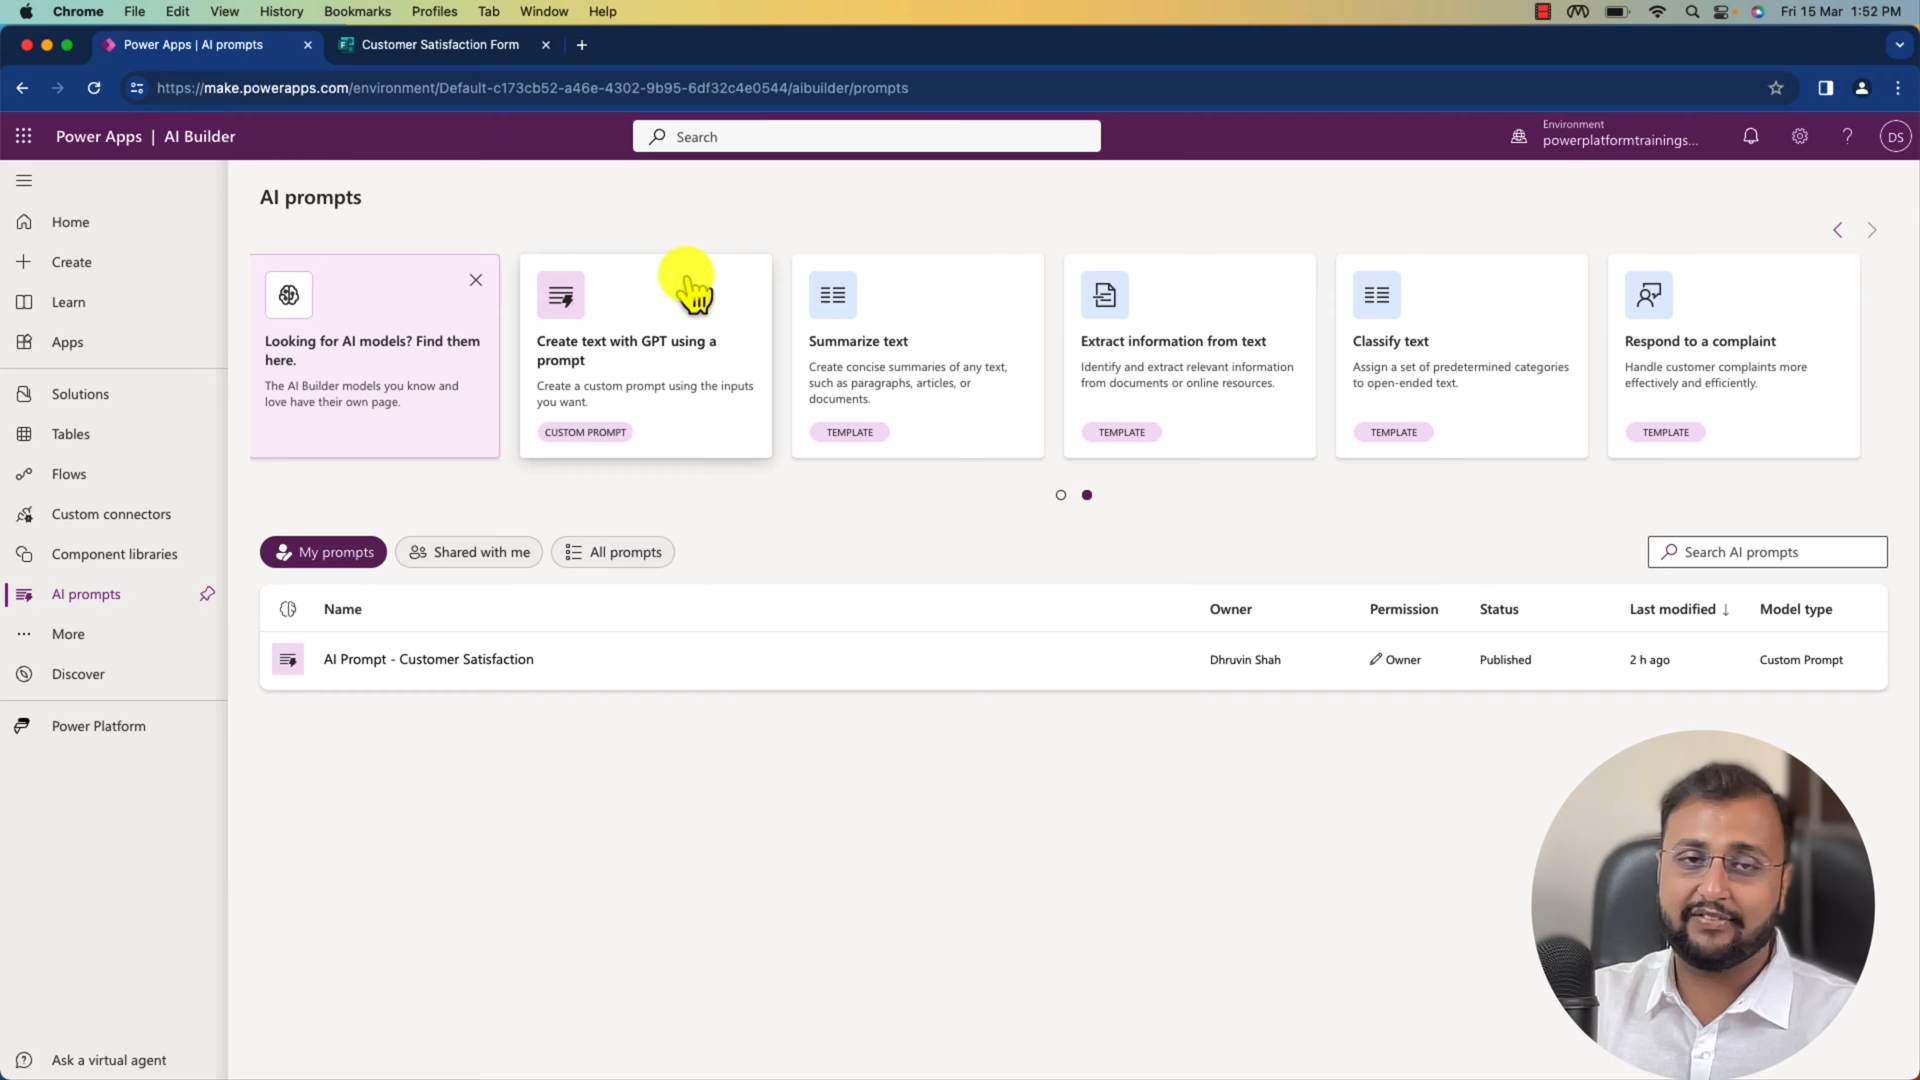 Chrome File Edit View History Bookmarks Profiles Tab Window Help Fri 15 Mar 1:52 PM
Power Apps | AI prompts Customer Satisfaction Form
https://make.powerapps.com/environment/Default-c173cb52-a46e-4302-9b95-6df32c4e0544/aibuilder/prompts
Power Apps | AI Builder
Search
Environment
powerplatformtrainings...
DS
Home
Create
Learn
Apps
Solutions
Tables
Flows
Custom connectors
Component libraries
AI prompts
More
Discover
Power Platform
Ask a virtual agent
AI prompts
Looking for AI models? Find them
here.
The AI Builder models you know and
love have their own page.
Create text with GPT using a
prompt
Create a custom prompt using the inputs
you want.
CUSTOM PROMPT
Summarize text
Create concise summaries of any text,
such as paragraphs, articles, or
documents.
TEMPLATE
Extract information from text
Identify and extract relevant information
from documents or online resources.
TEMPLATE
Classify text
Assign a set of predetermined categories
to open-ended text.
TEMPLATE
Respond to a complaint
Handle customer complaints more
effectively and efficiently.
TEMPLATE
My prompts Shared with me All prompts Search AI prompts
Name Owner Permission Status Last modified ↓ Model type
AI Prompt - Customer Satisfaction Dhruvin Shah Owner Published 2 h ago Custom Prompt